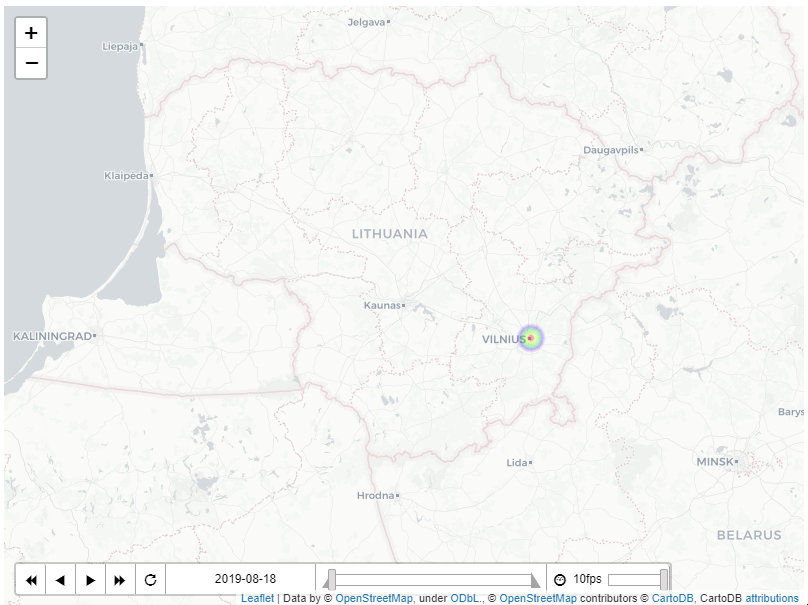 +
Jelgava
Liepaja
−
Daugavpils
Klaipėda
LITHUANIA
Kaunas
KALININGRAD
VILNIUS
Barys
Lida
MINSK
Hrodna
BELARUS
2019-08-18
10fps
Leaflet | Data by © OpenStreetMap, under ODbL., © OpenStreetMap contributors © CartoDB, CartoDB attributions